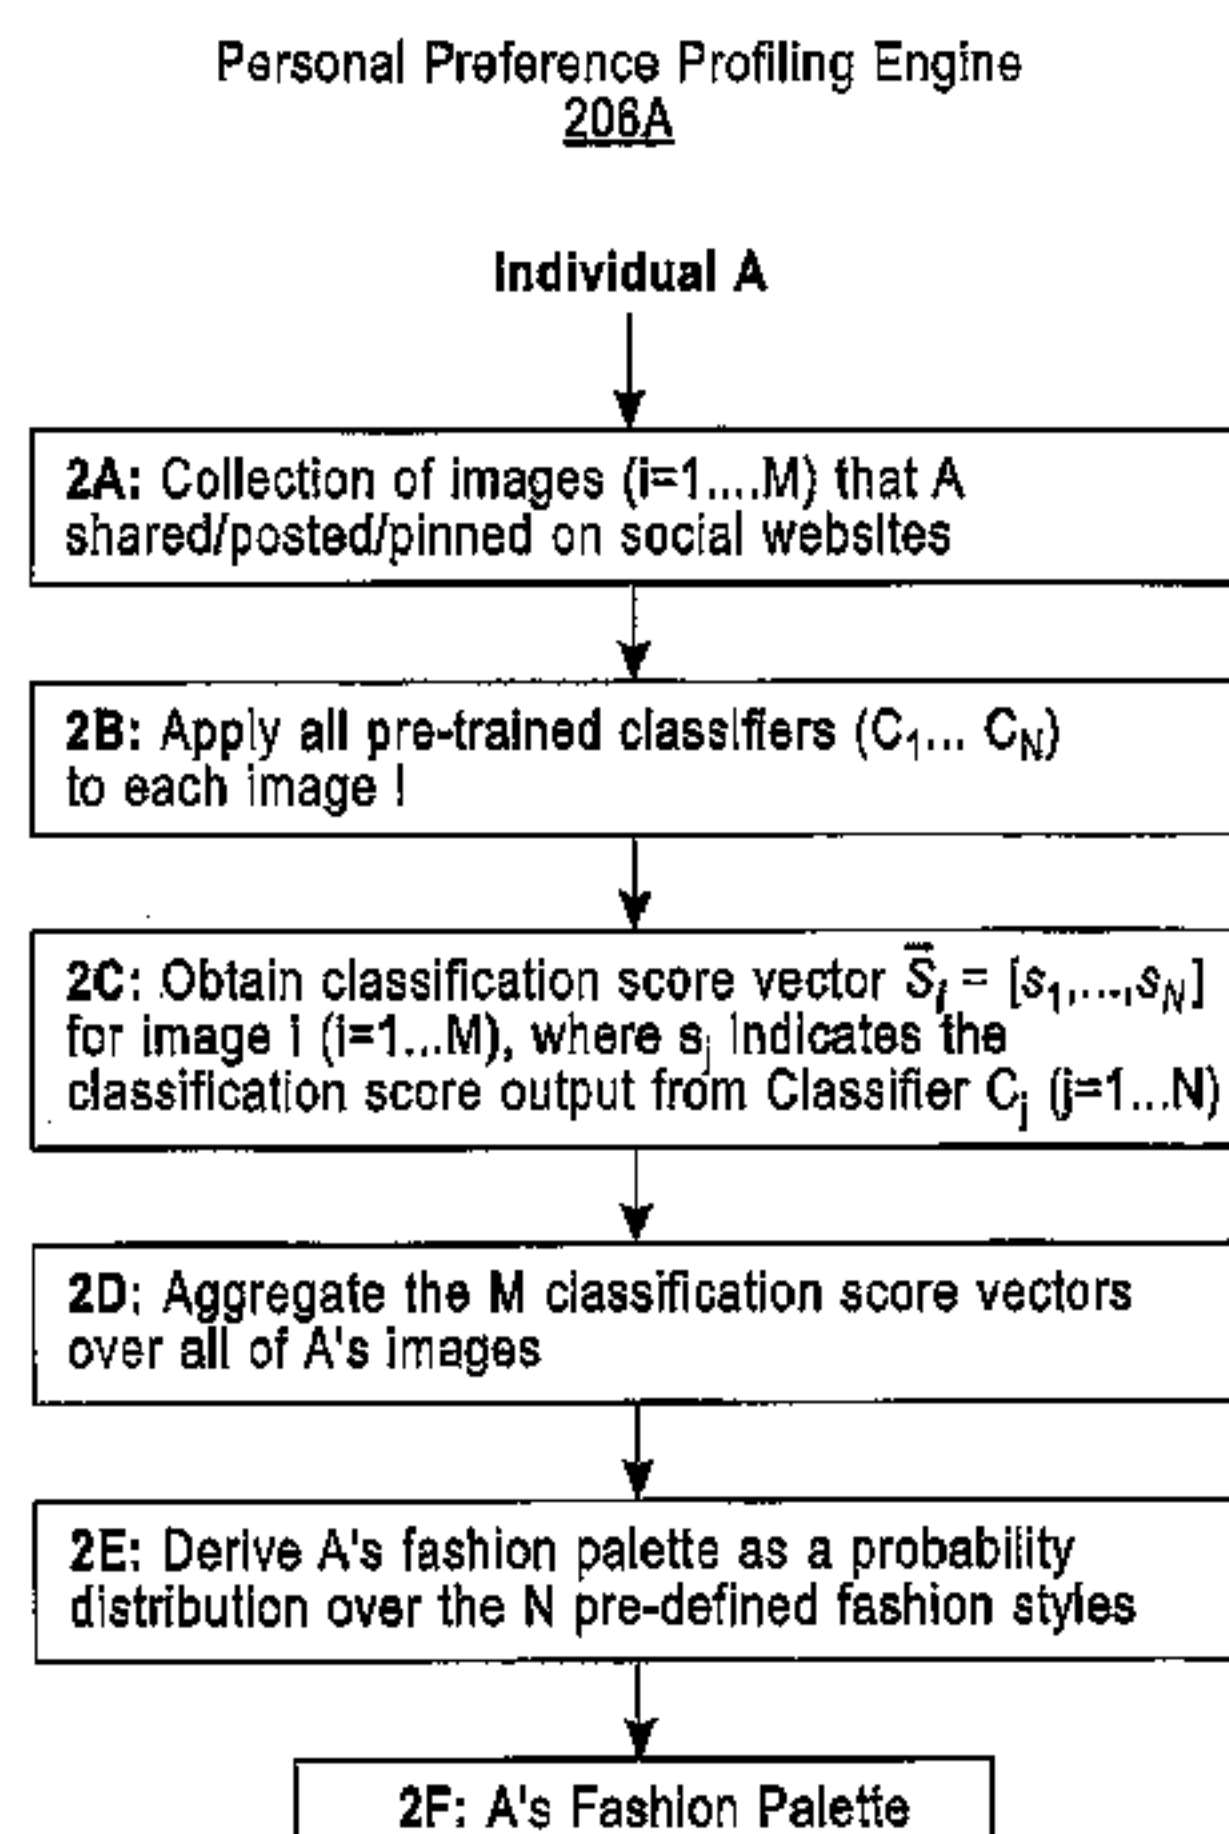 Personal Preference Profiling Engine
206A
Individual A
2A: Collection of images (i=1....M) that A
shared/posted/pinned on social websites
2B: Apply all pre-trained classifiers (C₁... C_N)
to each image i
2C: Obtain classification score vector S⃗ᵢ = [s₁,...,s_N]
for image i (i=1...M), where sⱼ indicates the
classification score output from Classifier Cⱼ (j=1...N)
2D: Aggregate the M classification score vectors
over all of A's images
2E: Derive A's fashion palette as a probability
distribution over the N pre-defined fashion styles
2F: A's Fashion Palette